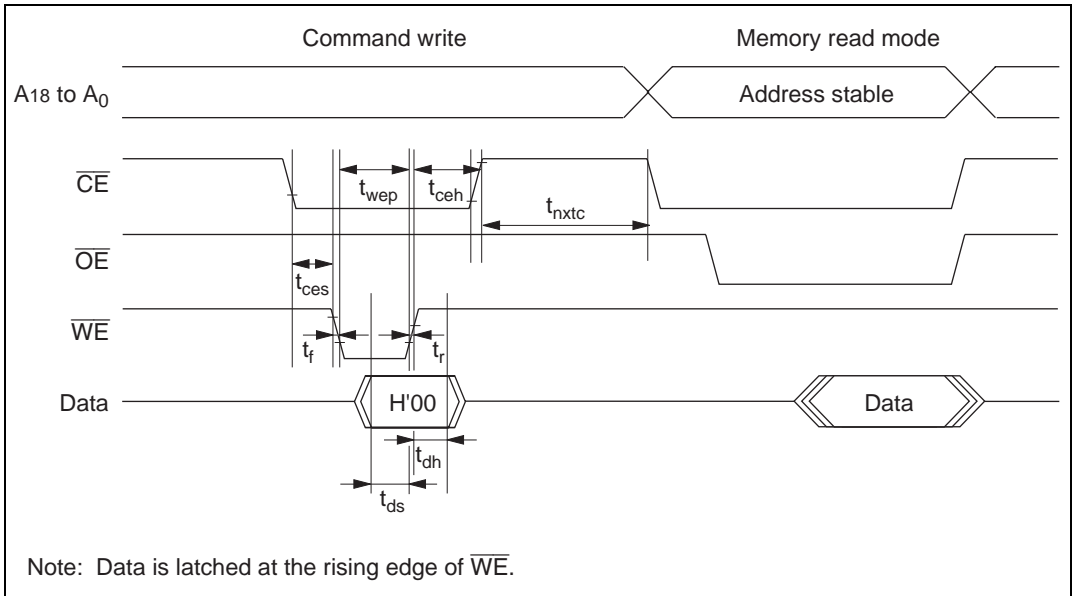 Command write
Memory read mode
A18 to A0
Address stable
CE
twep
tceh
tnxtc
OE
tces
WE
tf
tr
Data
H'00
Data
tdh
tds
Note: Data is latched at the rising edge of WE.